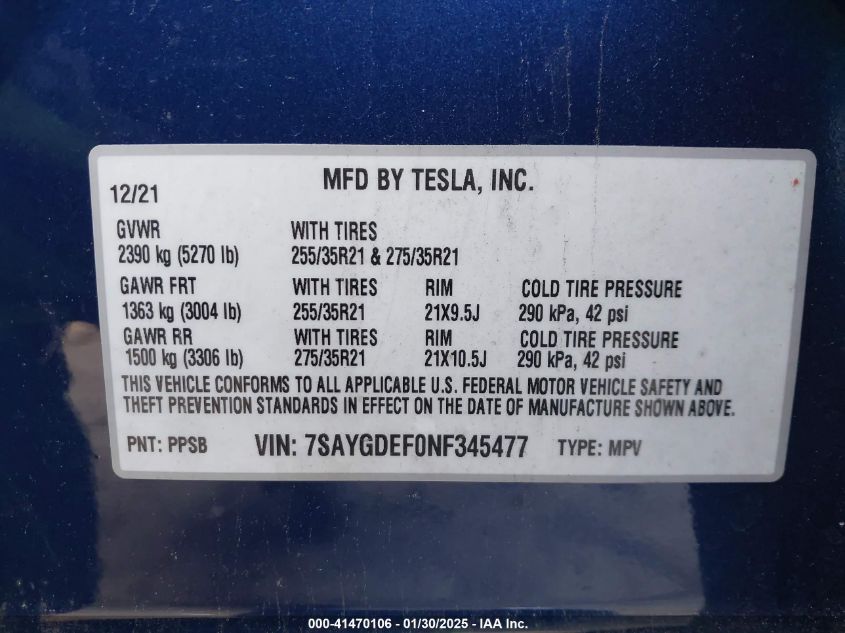 MFD BY TESLA, INC.
12/21
GVWR WITH TIRES
2390 kg (5270 lb) 255/35R21 & 275/35R21
GAWR FRT WITH TIRES RIM COLD TIRE PRESSURE
1363 kg (3004 lb) 255/35R21 21X9.5J 290 kPa, 42 psi
GAWR RR WITH TIRES RIM COLD TIRE PRESSURE
1500 kg (3306 lb) 275/35R21 21X10.5J 290 kPa, 42 psi
THIS VEHICLE CONFORMS TO ALL APPLICABLE U.S. FEDERAL MOTOR VEHICLE SAFETY AND
THEFT PREVENTION STANDARDS IN EFFECT ON THE DATE OF MANUFACTURE SHOWN ABOVE.
PNT: PPSB VIN: 7SAYGDEF0NF345477 TYPE: MPV
000-41470106 - 01/30/2025 - IAA Inc.